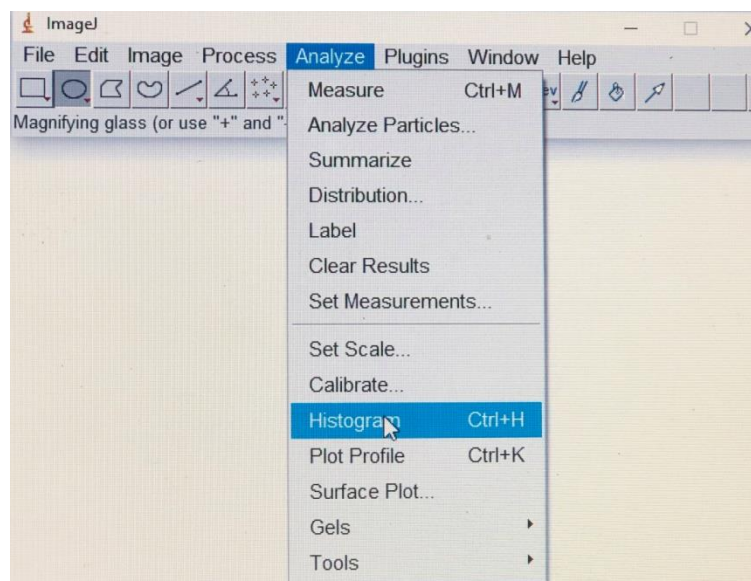 ImageJ
File Edit Image Process Analyze Plugins Window Help
Magnifying glass (or use "+" and "-
Measure Ctrl+M
Analyze Particles...
Summarize
Distribution...
Label
Clear Results
Set Measurements...
Set Scale...
Calibrate...
Histogram Ctrl+H
Plot Profile Ctrl+K
Surface Plot...
Gels
Tools